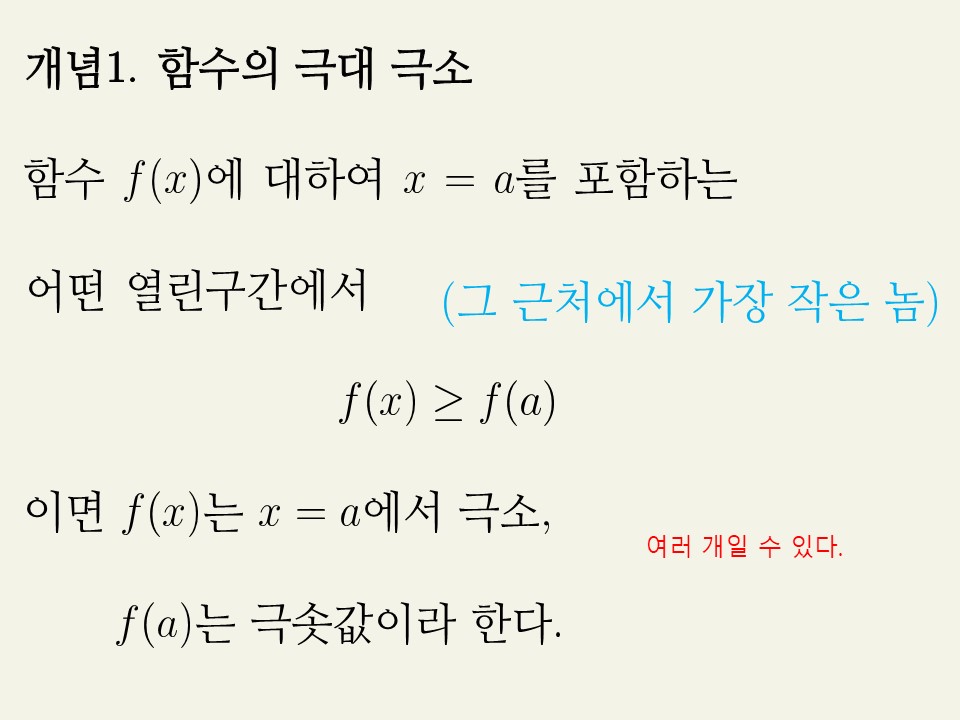 개념1. 함수의 극대 극소
함수 f(x)에 대하여 x = a를 포함하는
어떤 열린구간에서
(그 근처에서 가장 작은 놈)
f(x) ≥ f(a)
이면 f(x)는 x = a에서 극소,
여러 개일 수 있다.
f(a)는 극솟값이라 한다.